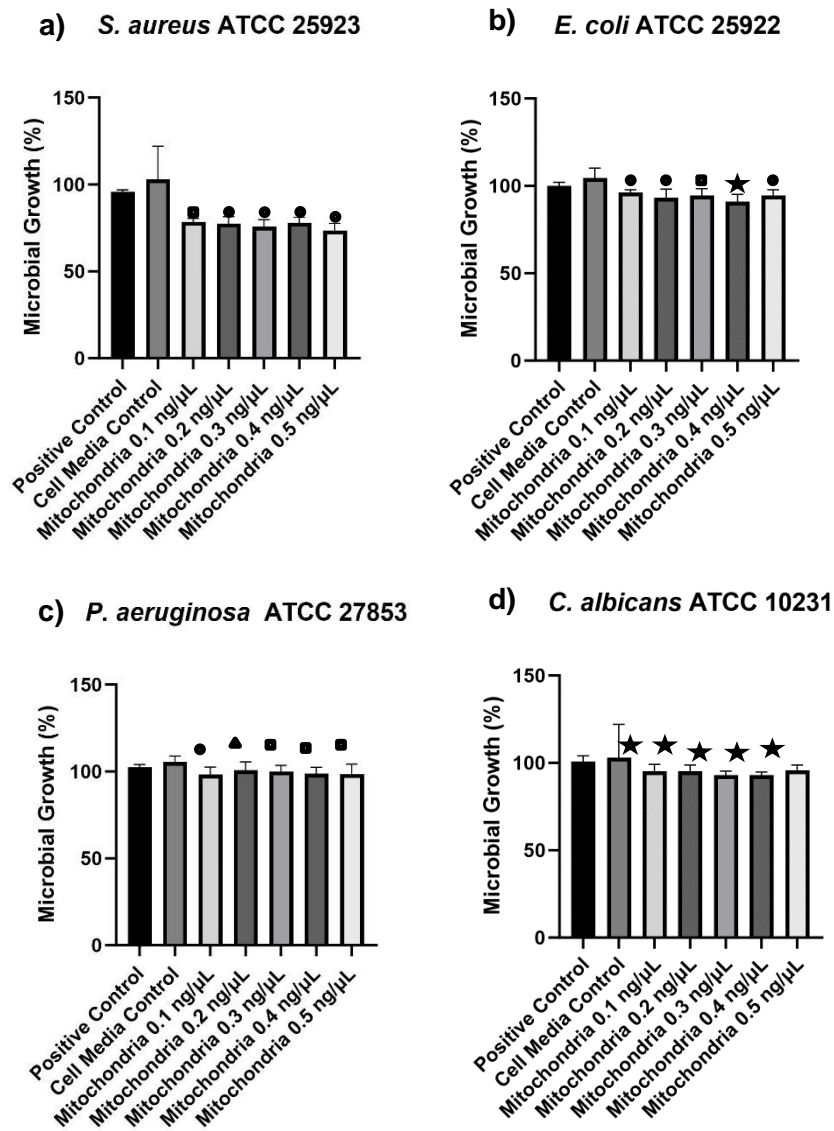 a) S. aureus ATCC 25923
150
100
50
0
Microbial Growth (%)
Positive Control
Cell Media Control
Mitochondria 0.1 ng/µL
Mitochondria 0.2 ng/µL
Mitochondria 0.3 ng/µL
Mitochondria 0.4 ng/µL
Mitochondria 0.5 ng/µL
b) E. coli ATCC 25922
150
100
50
0
Microbial Growth (%)
Positive Control
Cell Media Control
Mitochondria 0.1 ng/µL
Mitochondria 0.2 ng/µL
Mitochondria 0.3 ng/µL
Mitochondria 0.4 ng/µL
Mitochondria 0.5 ng/µL
c) P. aeruginosa ATCC 27853
150
100
50
0
Microbial Growth (%)
Positive Control
Cell Media Control
Mitochondria 0.1 ng/µL
Mitochondria 0.2 ng/µL
Mitochondria 0.3 ng/µL
Mitochondria 0.4 ng/µL
Mitochondria 0.5 ng/µL
d) C. albicans ATCC 10231
150
100
50
0
Microbial Growth (%)
Positive Control
Cell Media Control
Mitochondria 0.1 ng/µL
Mitochondria 0.2 ng/µL
Mitochondria 0.3 ng/µL
Mitochondria 0.4 ng/µL
Mitochondria 0.5 ng/µL